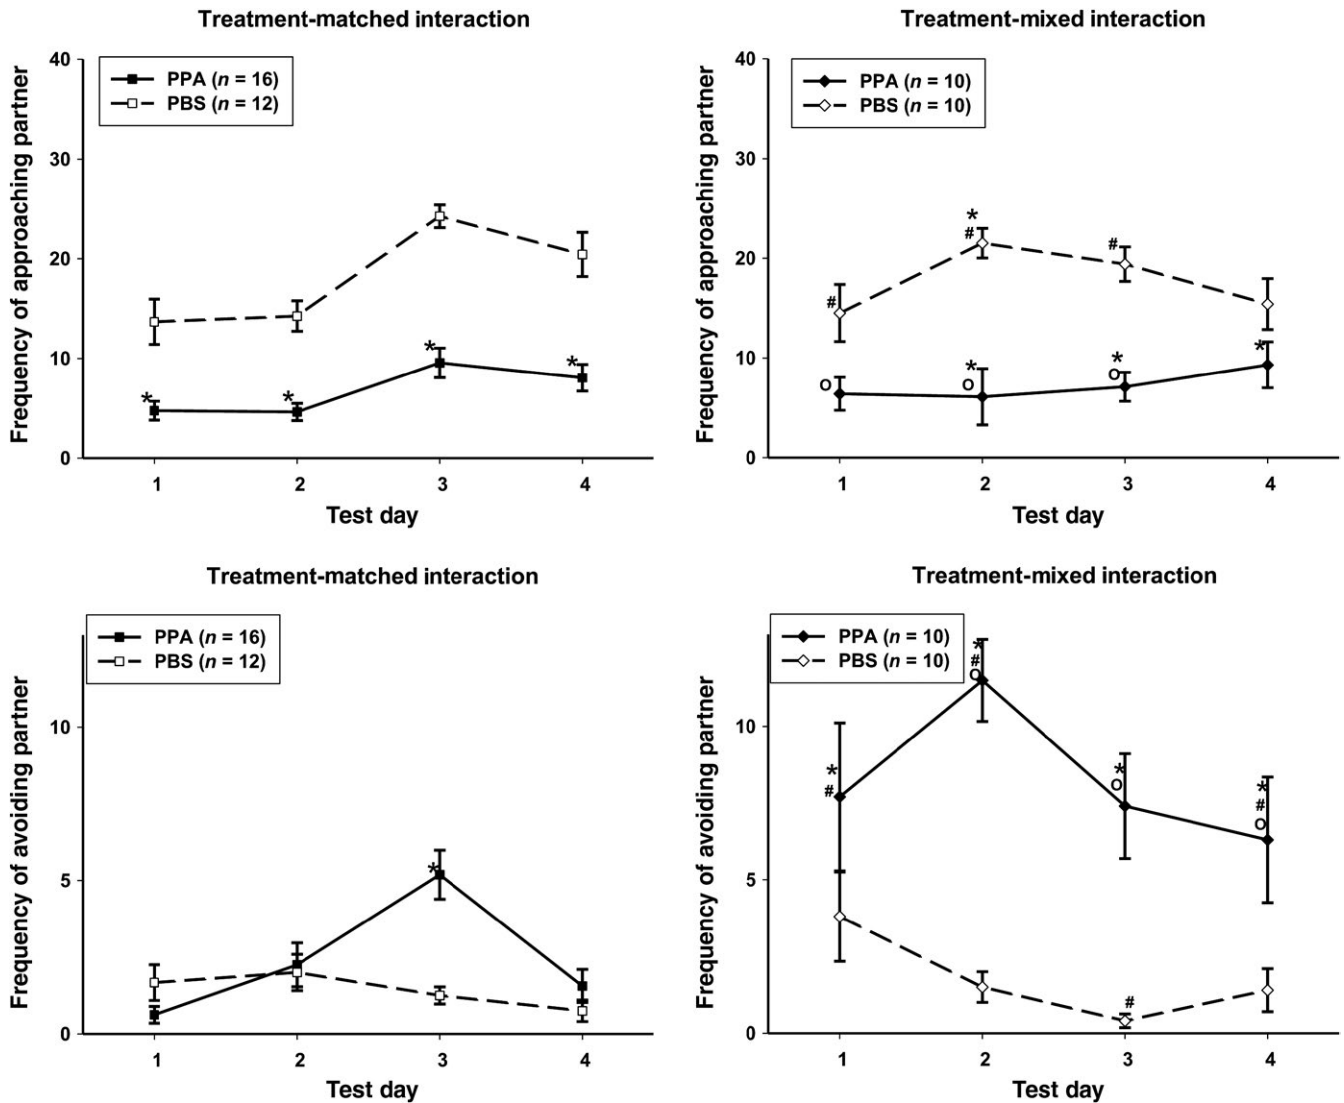 Treatment-matched interaction
Frequency of approaching partner
40
30
20
10
0
PPA (n = 16)
PBS (n = 12)
*
*
*
*
1 2 3 4
Test day
Treatment-mixed interaction
Frequency of approaching partner
40
30
20
10
0
PPA (n = 10)
PBS (n = 10)
*
# #
#
* *
O O O *
1 2 3 4
Test day
Treatment-matched interaction
Frequency of avoiding partner
10
5
0
PPA (n = 16)
PBS (n = 12)
*
1 2 3 4
Test day
Treatment-mixed interaction
Frequency of avoiding partner
10
5
0
PPA (n = 10)
PBS (n = 10)
*
#
O
* * *
# O #
O
#
1 2 3 4
Test day